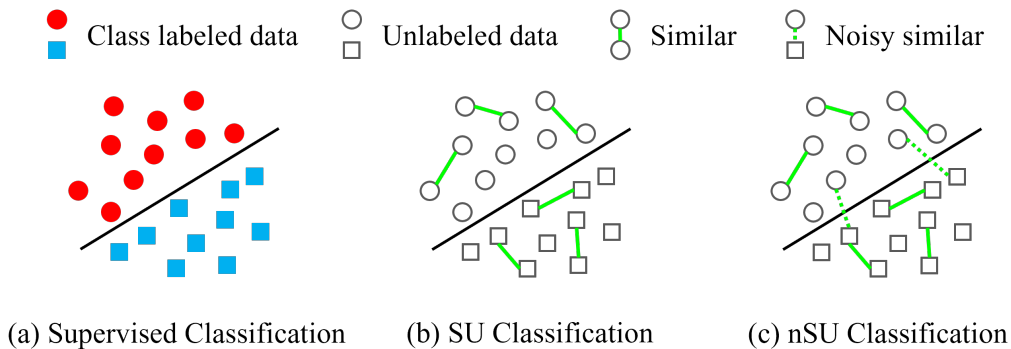 Class labeled data Unlabeled data Similar Noisy similar
(a) Supervised Classification (b) SU Classification (c) nSU Classification